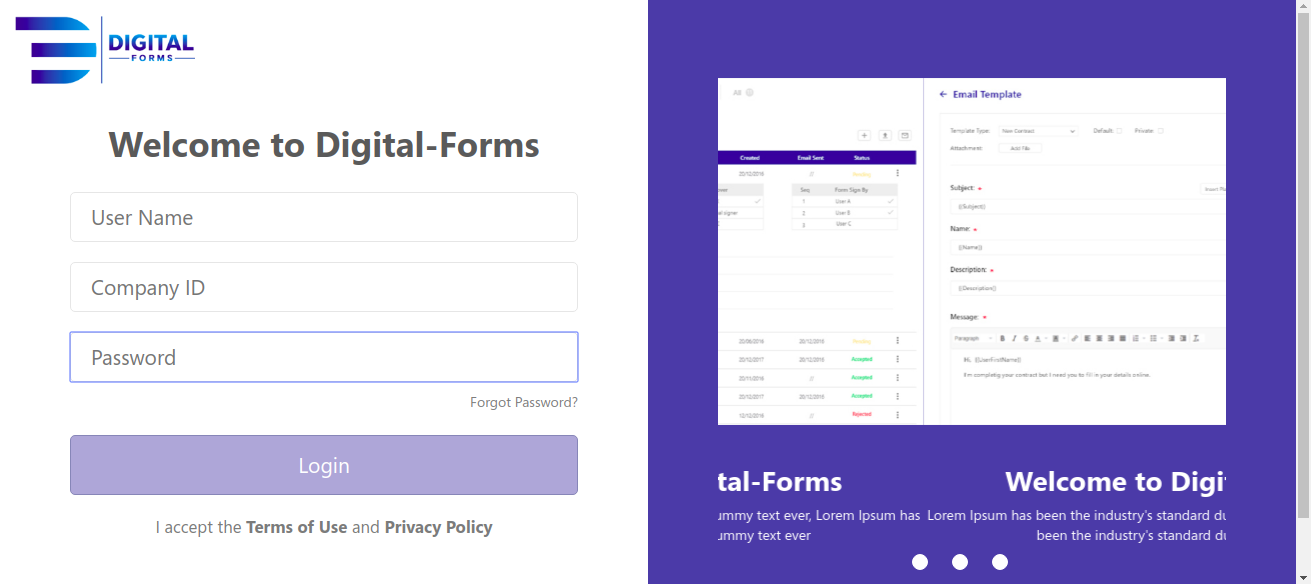 DIGITAL
FORMS
Welcome to Digital-Forms
User Name
Company ID
Password
Forgot Password?
Login
I accept the Terms of Use and Privacy Policy
All
Created Email Sent Status
20/12/2016 // Pending
Seq Form Sign By
1 User A
2 User B
3 User C
20/08/2016 20/12/2016 Pending
20/12/2017 20/12/2016 Accepted
20/11/2016 // Accepted
20/12/2017 20/12/2016 Accepted
12/12/2016 // Rejected
Email Template
Template Type: New Contract Default Private
Attachment: Add File
Subject: *
{{Subject}}
Name: *
{{Name}}
Description: *
{{Description}}
Message: *
Paragraph
Hi, {{UserFirstName}}
I'm completig your contract but I need you to fill in your details online.
tal-Forms
ummy text ever, Lorem Ipsum has
ummy text ever
Welcome to Digi
Lorem Ipsum has been the industry's standard du
been the industry's standard du